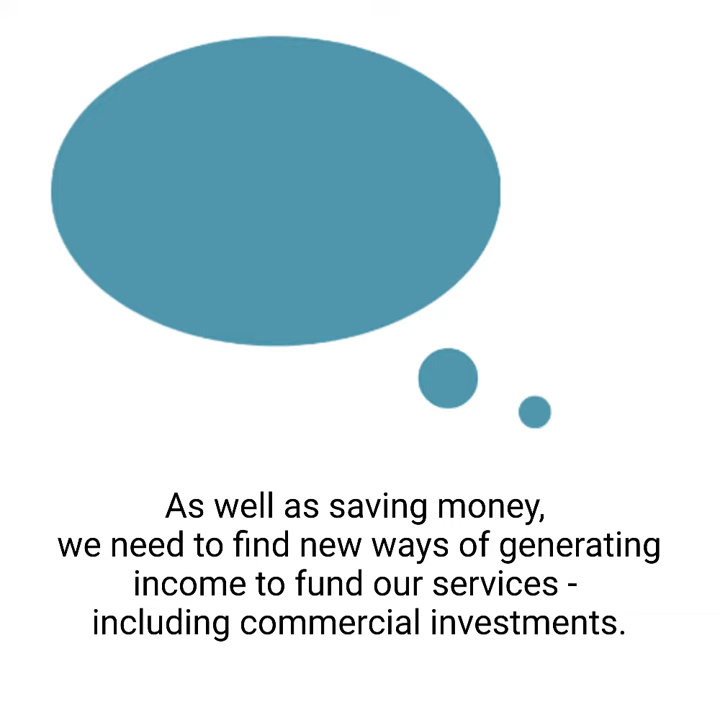 As well as saving money,
we need to find new ways of generating
income to fund our services -
including commercial investments.